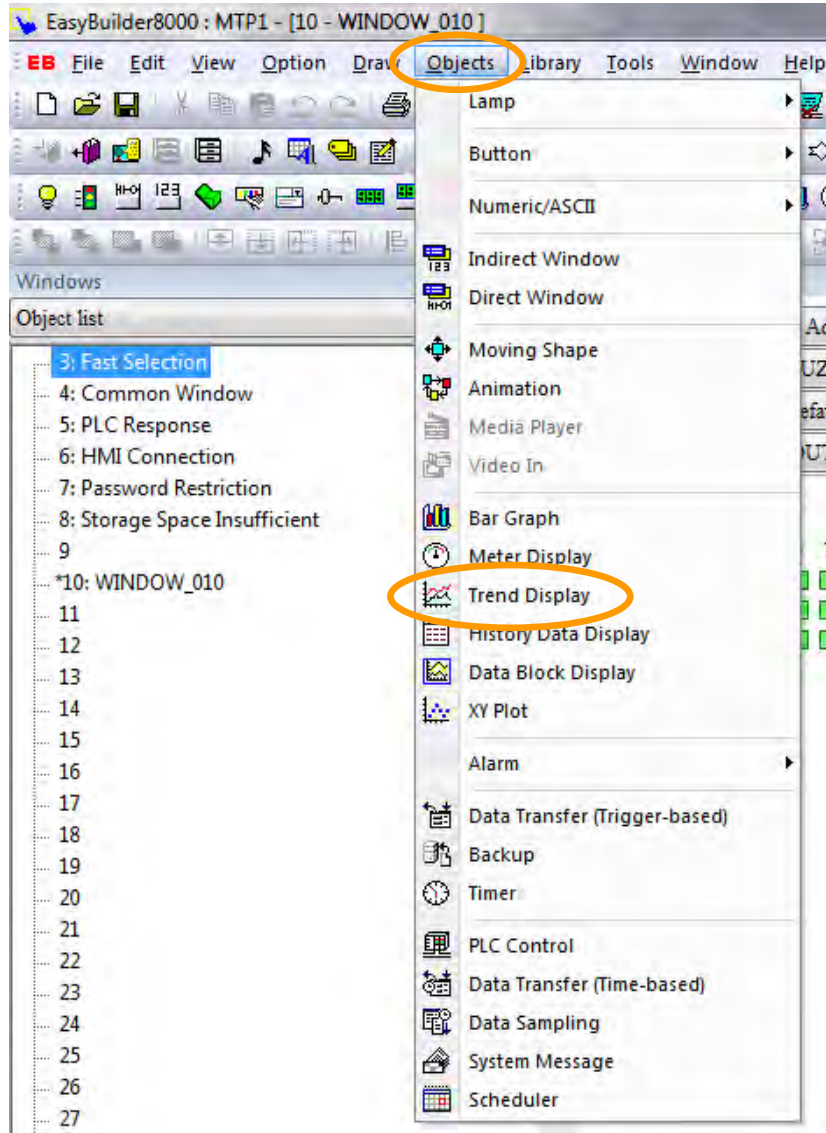 EasyBuilder8000 : MTP1 - [10 - WINDOW_010 ]
EB File Edit View Option Draw Objects Library Tools Window Help
Windows
Object list
3: Fast Selection
4: Common Window
5: PLC Response
6: HMI Connection
7: Password Restriction
8: Storage Space Insufficient
9
*10: WINDOW_010
11
12
13
14
15
16
17
18
19
20
21
22
23
24
25
26
27
Lamp
Button
Numeric/ASCII
Indirect Window
Direct Window
Moving Shape
Animation
Media Player
Video In
Bar Graph
Meter Display
Trend Display
History Data Display
Data Block Display
XY Plot
Alarm
Data Transfer (Trigger-based)
Backup
Timer
PLC Control
Data Transfer (Time-based)
Data Sampling
System Message
Scheduler